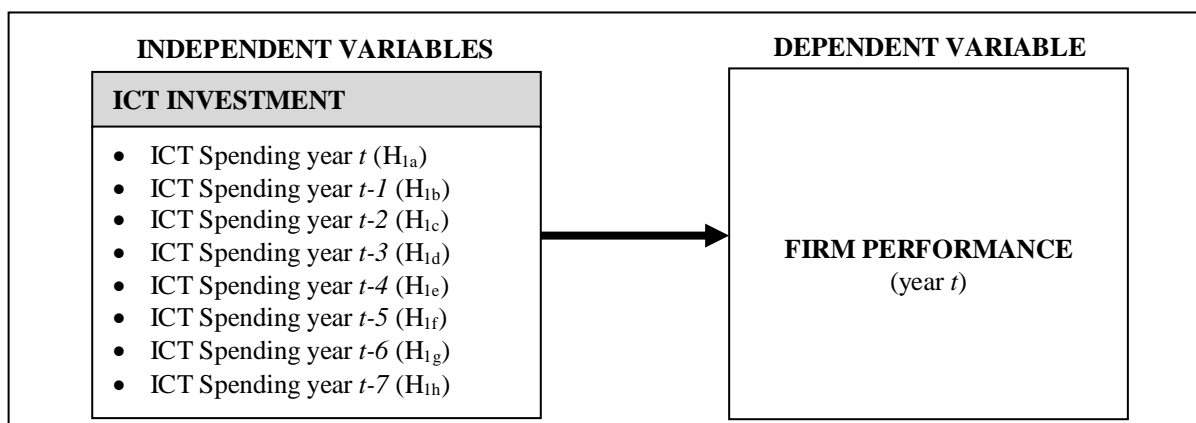 INDEPENDENT VARIABLES
ICT INVESTMENT
• ICT Spending year t (H1a)
• ICT Spending year t-1 (H1b)
• ICT Spending year t-2 (H1c)
• ICT Spending year t-3 (H1d)
• ICT Spending year t-4 (H1e)
• ICT Spending year t-5 (H1f)
• ICT Spending year t-6 (H1g)
• ICT Spending year t-7 (H1h)
DEPENDENT VARIABLE
FIRM PERFORMANCE
(year t)